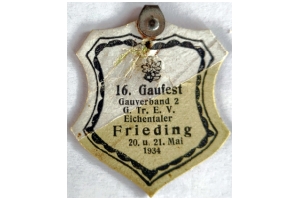 16. Gaufest
Gauverband 2
G. Tr. E. V.
Eichentaler
Frieding
20. u. 21. Mai
1934